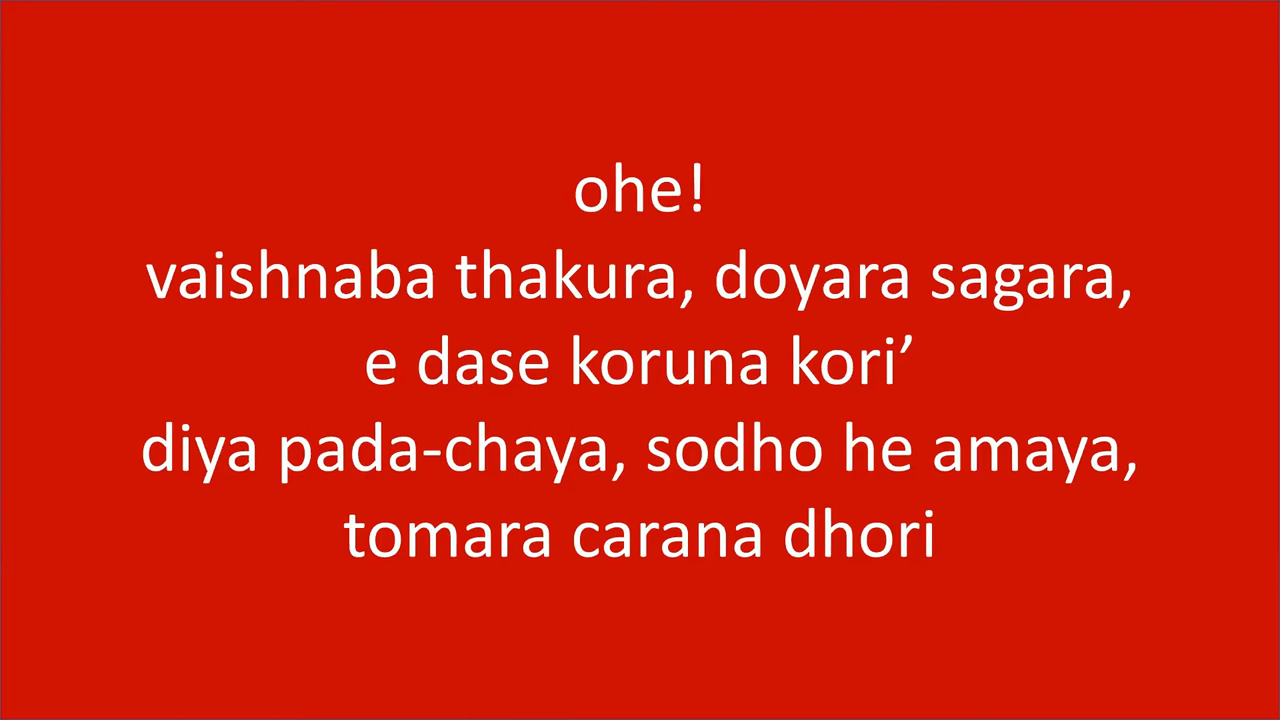 ohe!
vaishnaba thakura, doyara sagara,
e dase koruna kori’
diya pada-chaya, sodho he amaya,
tomara carana dhori